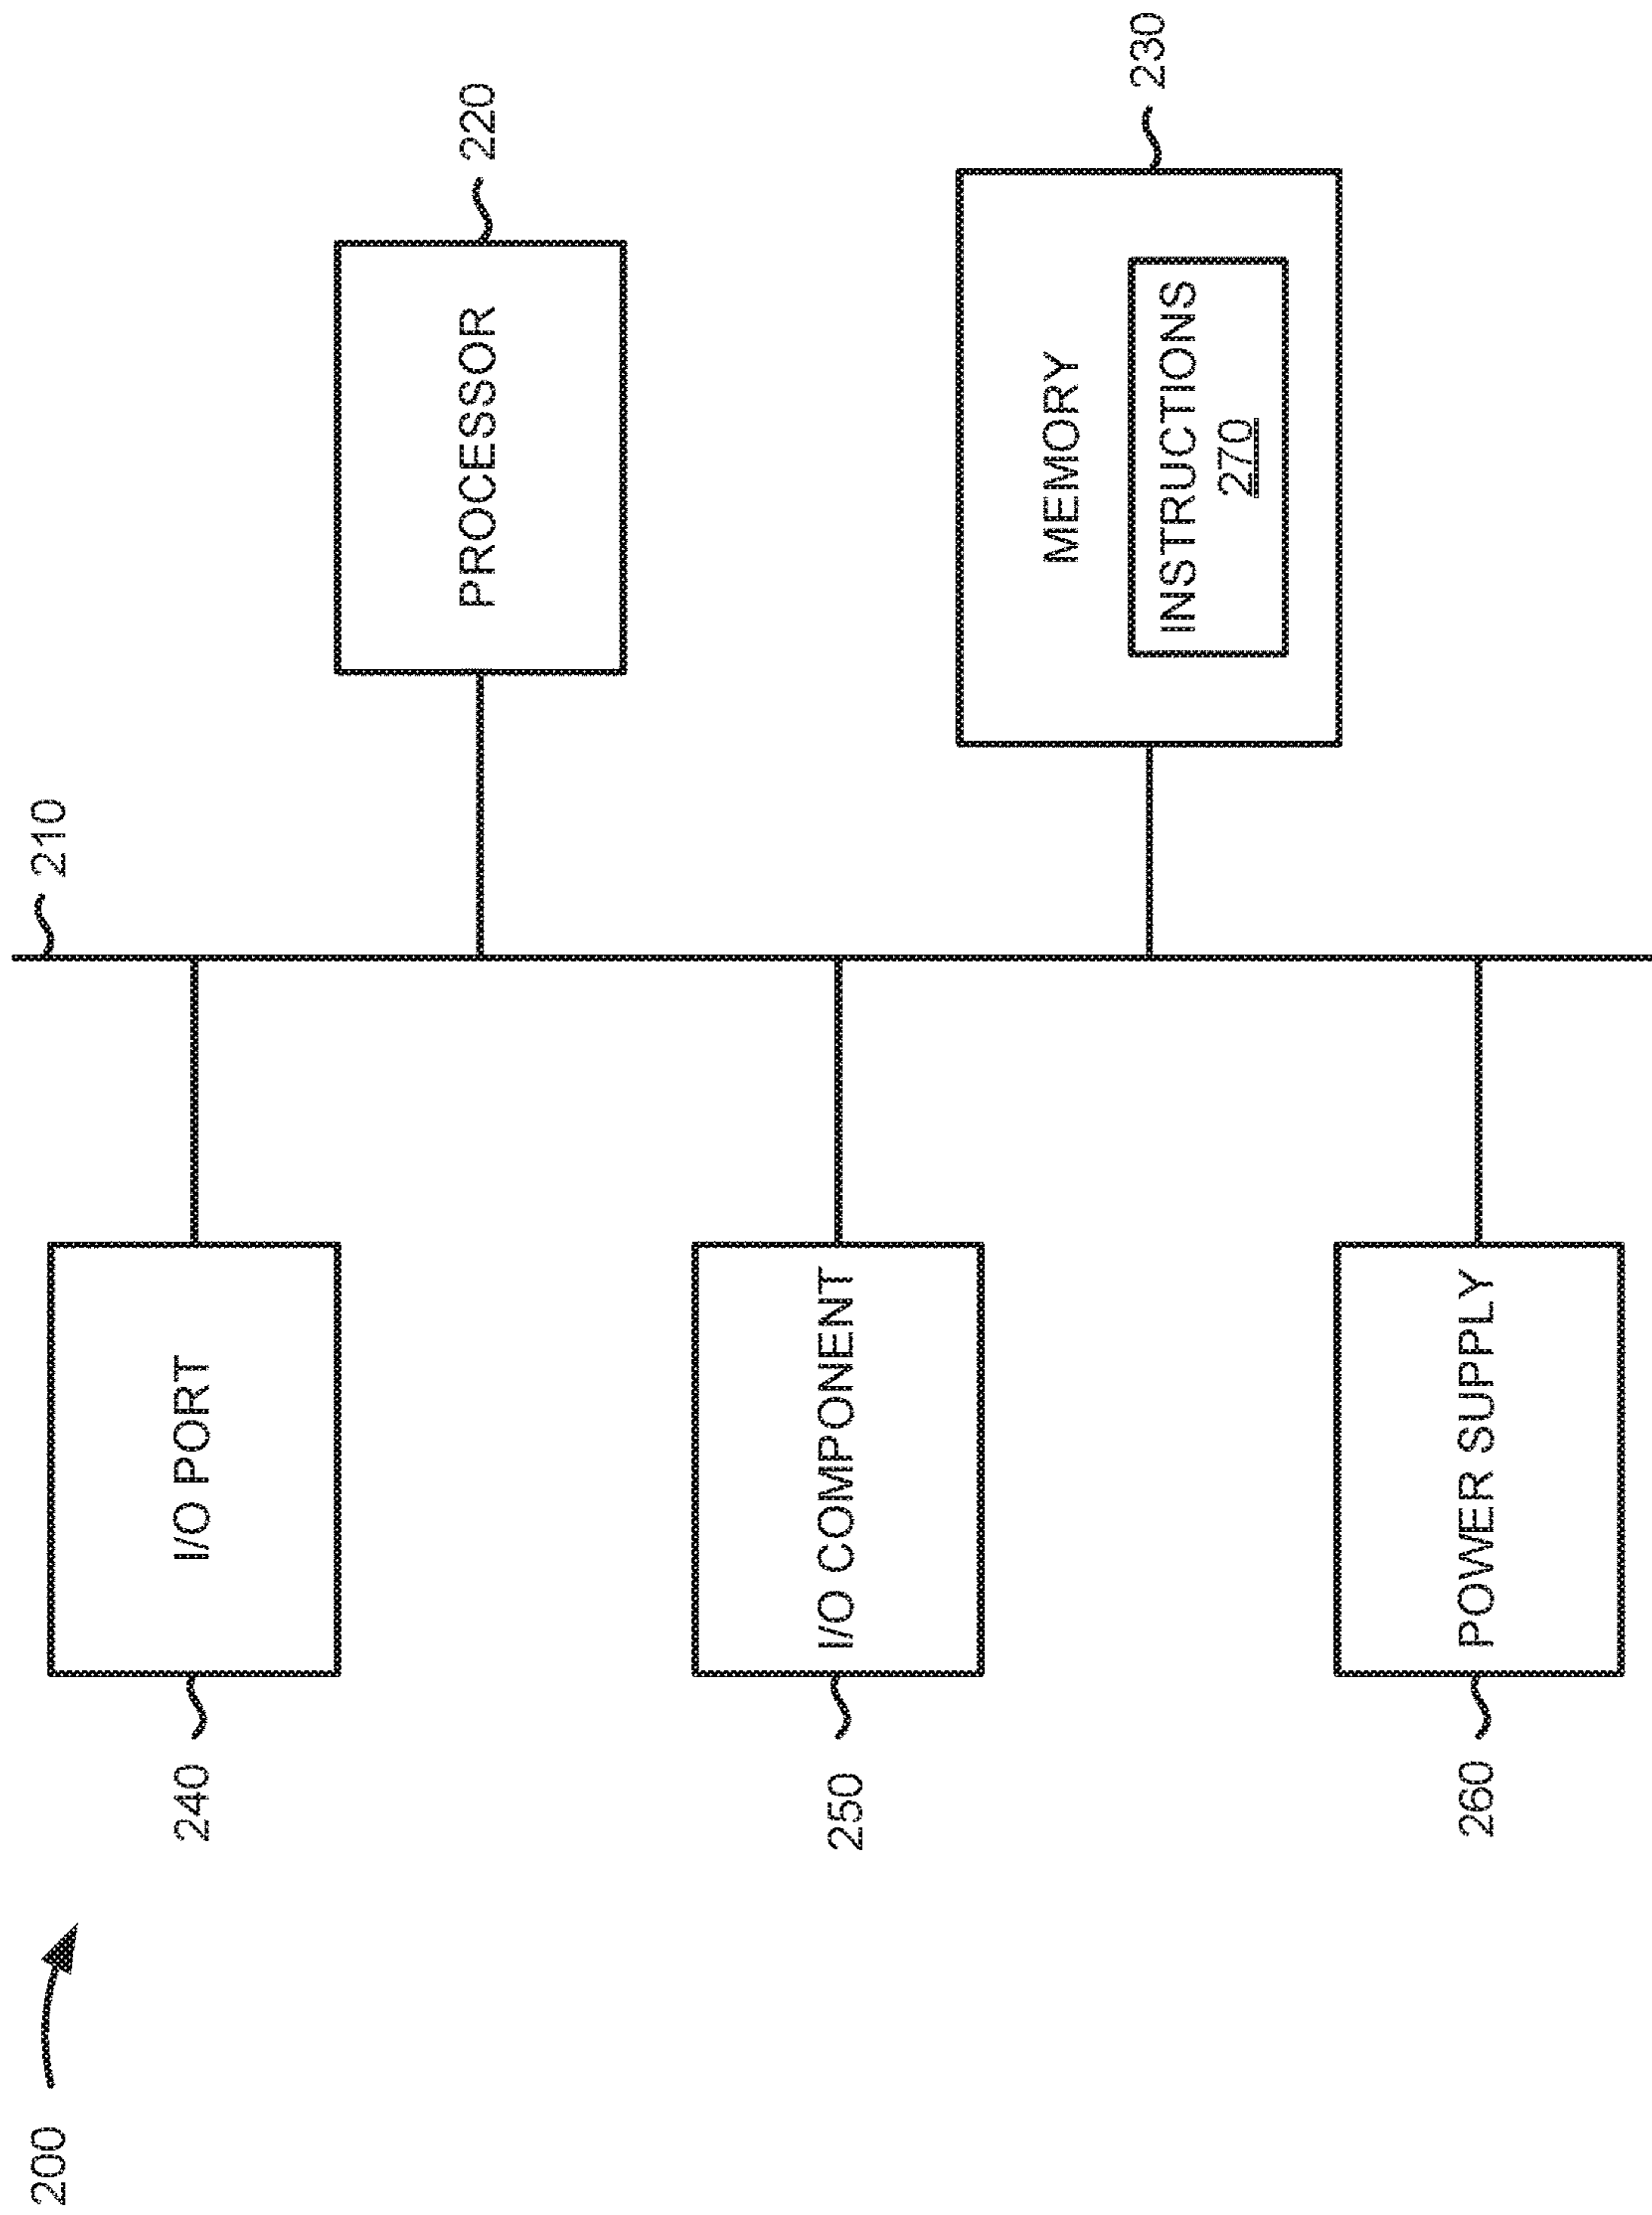 200
210
240
I/O PORT
PROCESSOR
220
250
I/O COMPONENT
MEMORY
INSTRUCTIONS
270
230
260
POWER SUPPLY